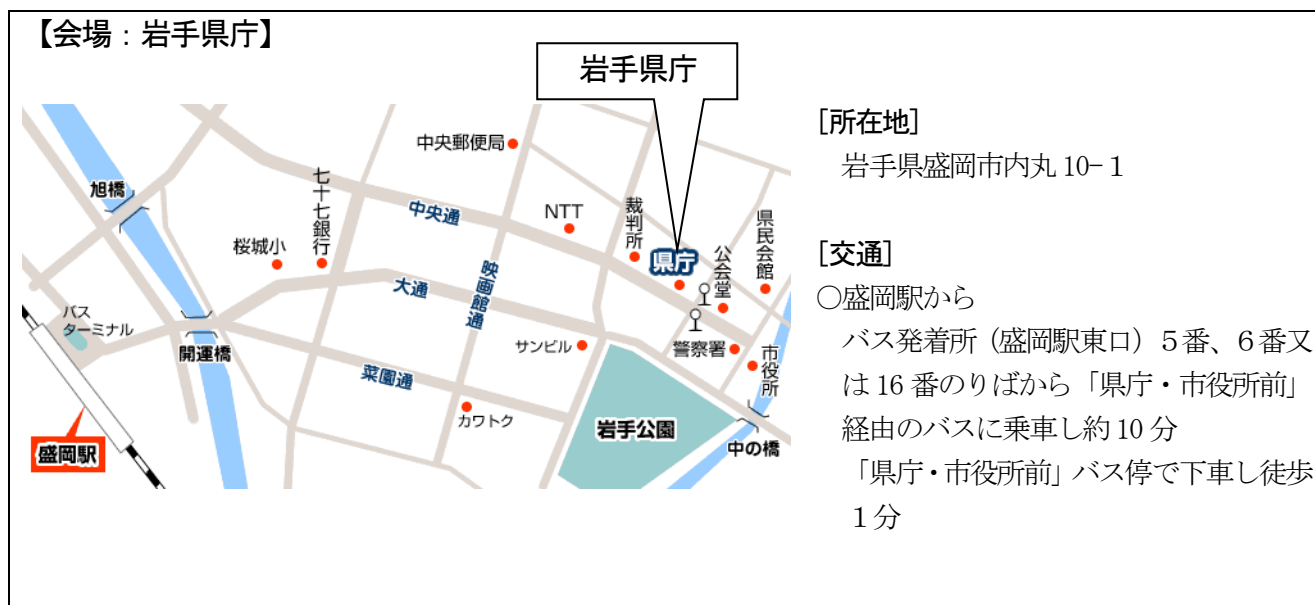 【会場：岩手県庁】
岩手県庁
中央郵便局
旭橋
七十七銀行
中央通
NTT
裁判所
県庁
公会堂
県民会館
桜城小
大通
映画館通
バス
ターミナル
開運橋
サンビル
警察署
市役所
菜園通
カワトク
岩手公園
中の橋
盛岡駅
［所在地］
岩手県盛岡市内丸 10-１
［交通］
○盛岡駅から
バス発着所（盛岡駅東口）５番、６番又
は 16 番のりばから「県庁・市役所前」
経由のバスに乗車し約 10 分
「県庁・市役所前」バス停で下車し徒歩
１分